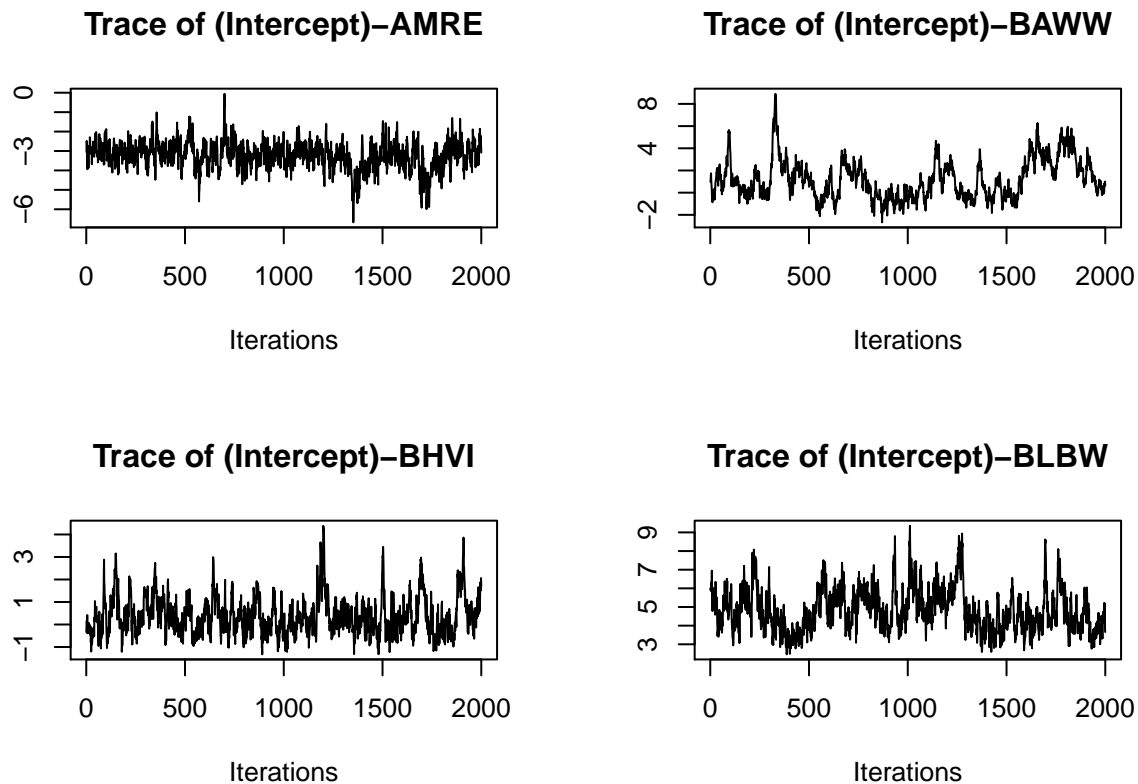 Trace of (Intercept)−AMRE
0
−3
−6
0 500 1000 1500 2000
Iterations
Trace of (Intercept)−BAWW
8
4
−2
0 500 1000 1500 2000
Iterations
Trace of (Intercept)−BHVI
3
1
−1
0 500 1000 1500 2000
Iterations
Trace of (Intercept)−BLBW
9
7
5
3
0 500 1000 1500 2000
Iterations